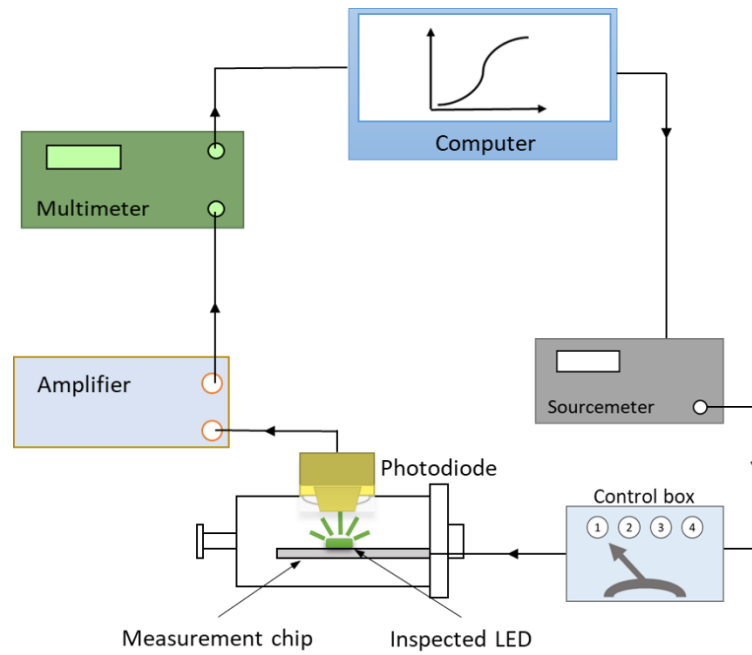 Computer
Multimeter
Amplifier
Sourcemeter
Photodiode
Control box
1 2 3 4
Measurement chip
Inspected LED